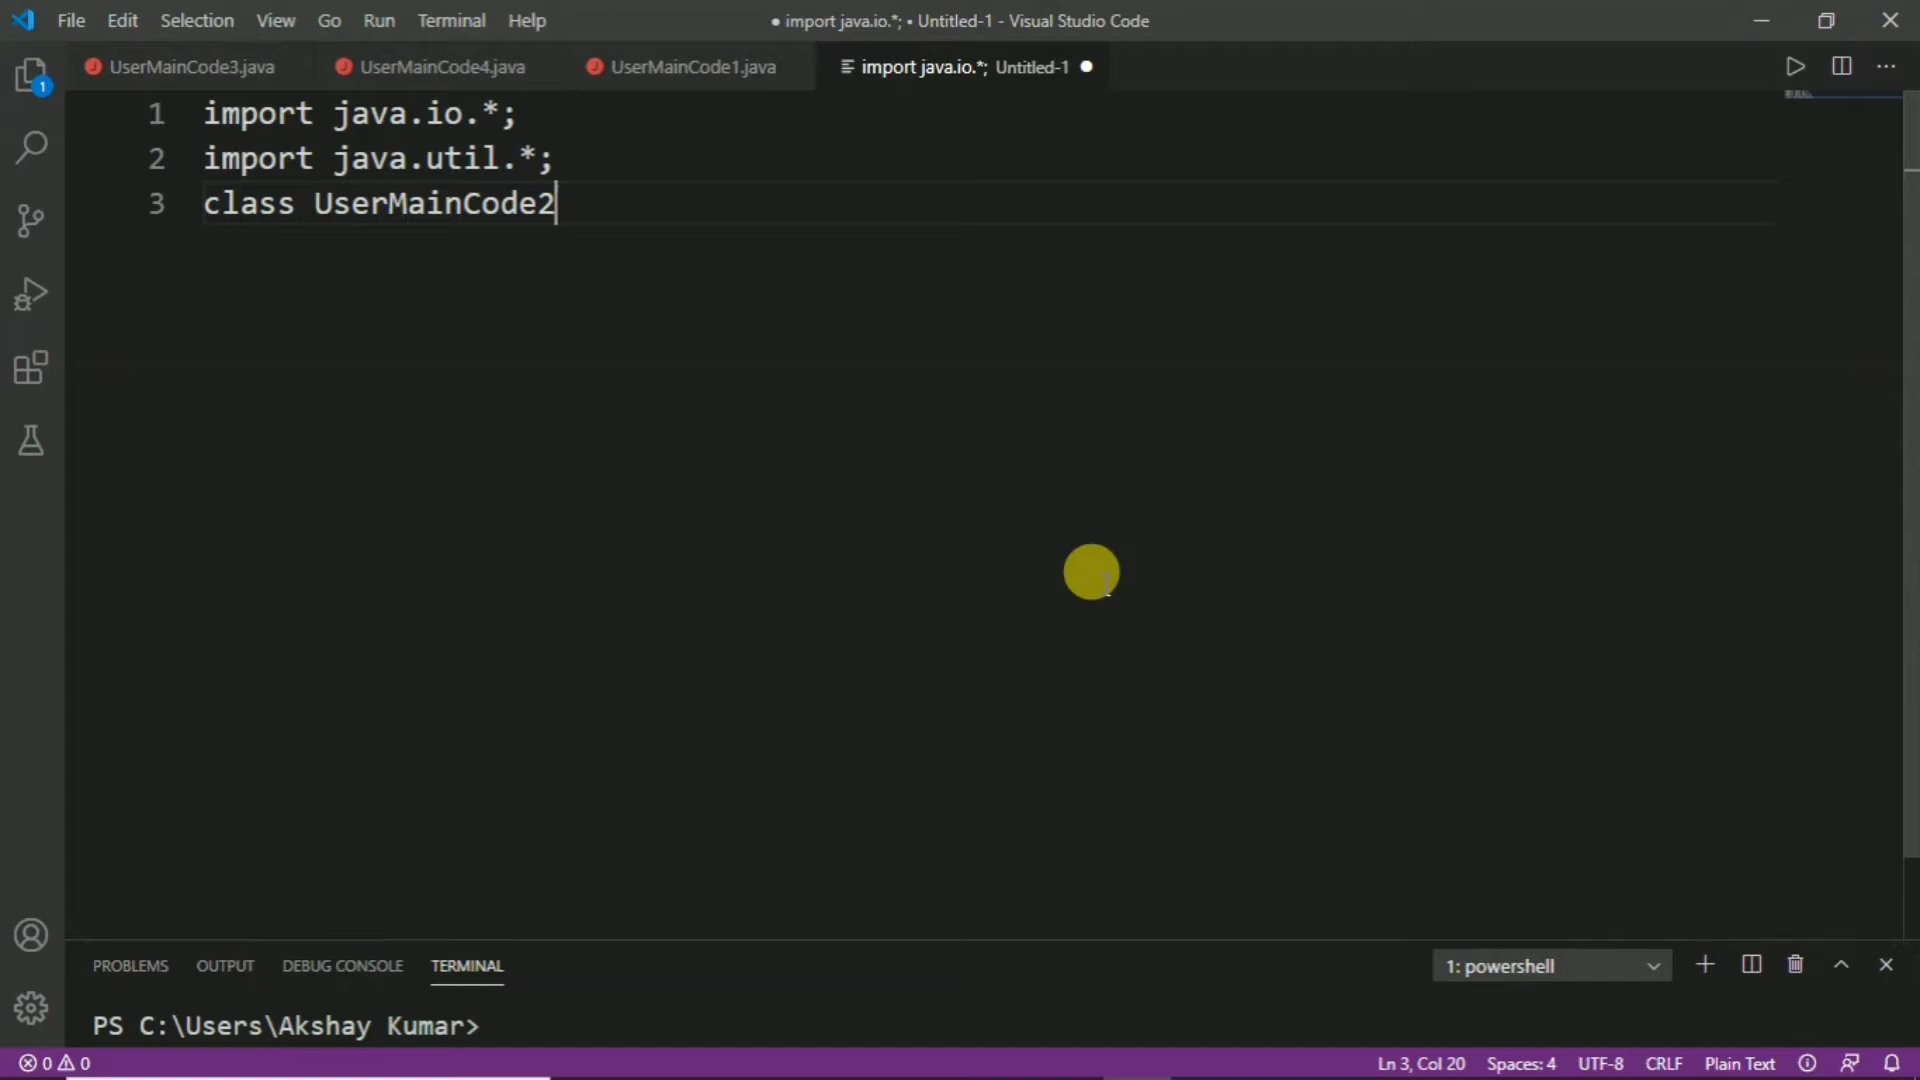 File Edit Selection View Go Run Terminal Help ● import java.io.*; • Untitled-1 - Visual Studio Code
UserMainCode3.java UserMainCode4.java UserMainCode1.java import java.io.*; Untitled-1 ●
1 import java.io.*;
2 import java.util.*;
3 class UserMainCode2
1
PROBLEMS OUTPUT DEBUG CONSOLE TERMINAL 1: powershell
PS C:\Users\Akshay Kumar>
0 0 Ln 3, Col 20 Spaces: 4 UTF-8 CRLF Plain Text